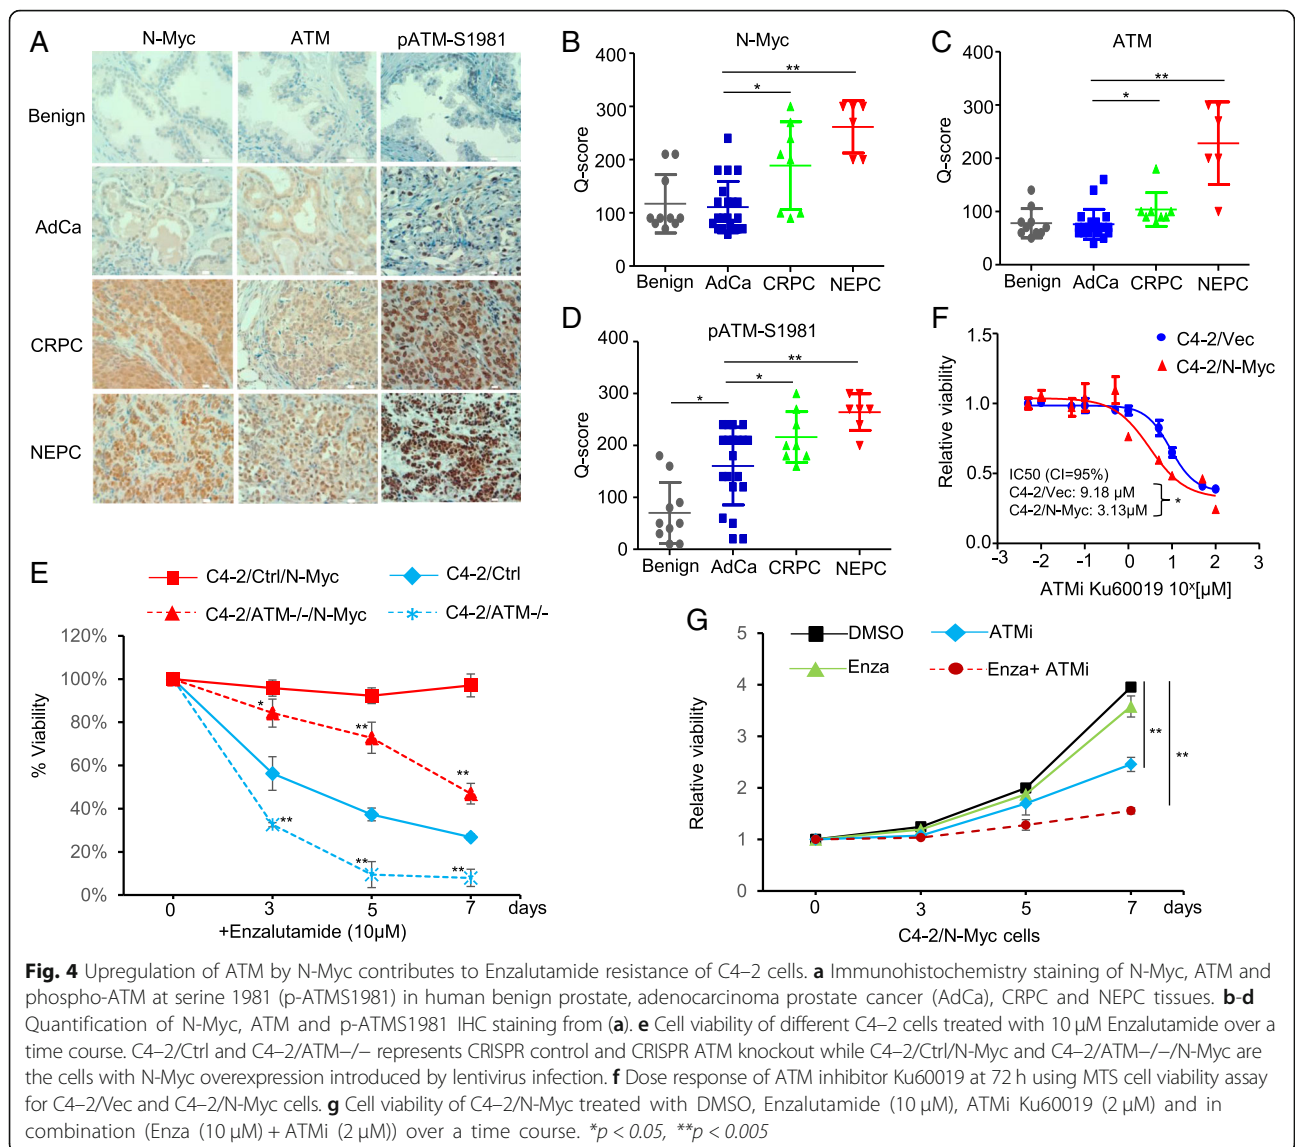 A
N-Myc
ATM
pATM-S1981
Benign
AdCa
CRPC
NEPC
B
N-Myc
Q-score
400
300
200
100
0
*
**
Benign
AdCa
CRPC
NEPC
C
ATM
Q-score
400
300
200
100
0
*
**
Benign
AdCa
CRPC
NEPC
D
pATM-S1981
Q-score
400
300
200
100
0
*
*
**
Benign
AdCa
CRPC
NEPC
F
Relative viability
1.5
1.0
0.5
0.0
C4-2/Vec
C4-2/N-Myc
IC50 (CI=95%)
C4-2/Vec: 9.18 µM
C4-2/N-Myc: 3.13µM
*
−3 −2 −1 0 1 2 3
ATMi Ku60019 10ˣ[µM]
E
C4-2/Ctrl/N-Myc
C4-2/Ctrl
C4-2/ATM-/-/N-Myc
C4-2/ATM-/-
% Viability
120%
100%
80%
60%
40%
20%
0%
*
**
**
**
**
**
0 3 5 7 days
+Enzalutamide (10µM)
G
DMSO
ATMi
Enza
Enza+ ATMi
Relative viability
5
4
3
2
1
0
**
**
0 3 5 7 days
C4-2/N-Myc cells
Fig. 4 Upregulation of ATM by N-Myc contributes to Enzalutamide resistance of C4–2 cells. a Immunohistochemistry staining of N-Myc, ATM and
phospho-ATM at serine 1981 (p-ATMS1981) in human benign prostate, adenocarcinoma prostate cancer (AdCa), CRPC and NEPC tissues. b-d
Quantification of N-Myc, ATM and p-ATMS1981 IHC staining from (a). e Cell viability of different C4–2 cells treated with 10 µM Enzalutamide over a
time course. C4–2/Ctrl and C4–2/ATM−/− represents CRISPR control and CRISPR ATM knockout while C4–2/Ctrl/N-Myc and C4–2/ATM−/−/N-Myc are
the cells with N-Myc overexpression introduced by lentivirus infection. f Dose response of ATM inhibitor Ku60019 at 72 h using MTS cell viability assay
for C4–2/Vec and C4–2/N-Myc cells. g Cell viability of C4–2/N-Myc treated with DMSO, Enzalutamide (10 µM), ATMi Ku60019 (2 µM) and in
combination (Enza (10 µM) + ATMi (2 µM)) over a time course. *p < 0.05, **p < 0.005